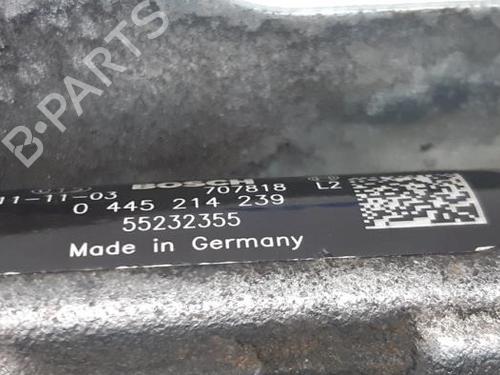 B-PARTS
BOSCH 707818 L2
11-11-03
0 445 214 239
55232355
Made in Germany